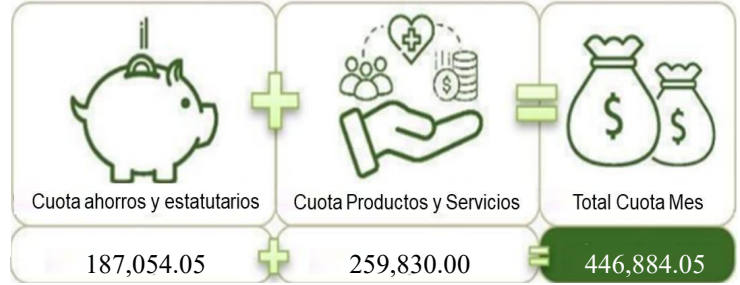 Cuota ahorros y estatutarios
Cuota Productos y Servicios
Total Cuota Mes
187,054.05
259,830.00
446,884.05